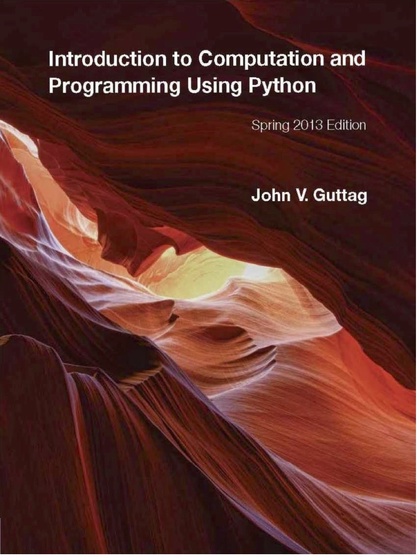 Introduction to Computation and
Programming Using Python
Spring 2013 Edition
John V. Guttag